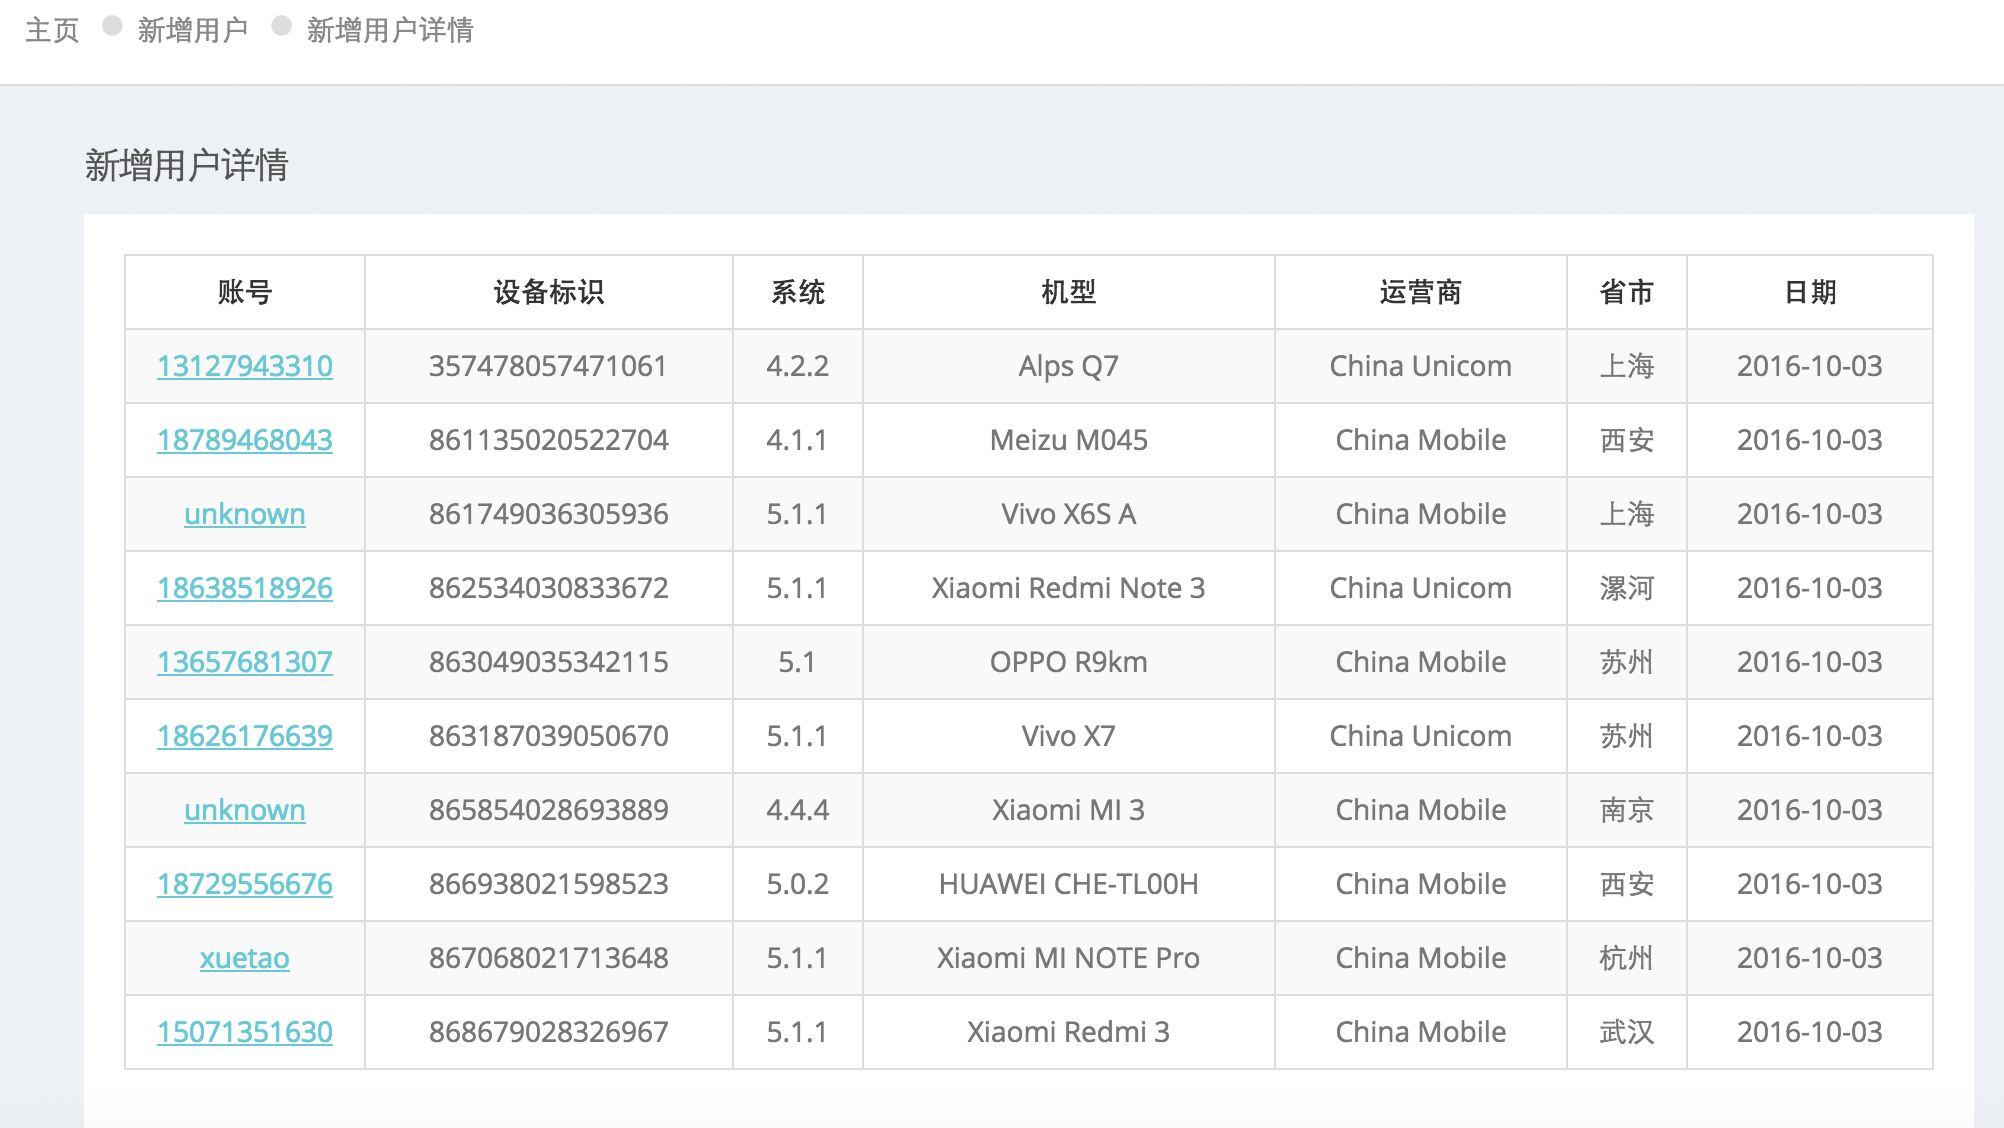 主页 新增用户 新增用户详情
新增用户详情
账号 设备标识 系统 机型 运营商 省市 日期
13127943310 357478057471061 4.2.2 Alps Q7 China Unicom 上海 2016-10-03
18789468043 861135020522704 4.1.1 Meizu M045 China Mobile 西安 2016-10-03
unknown 861749036305936 5.1.1 Vivo X6S A China Mobile 上海 2016-10-03
18638518926 862534030833672 5.1.1 Xiaomi Redmi Note 3 China Unicom 漯河 2016-10-03
13657681307 863049035342115 5.1 OPPO R9km China Mobile 苏州 2016-10-03
18626176639 863187039050670 5.1.1 Vivo X7 China Unicom 苏州 2016-10-03
unknown 865854028693889 4.4.4 Xiaomi MI 3 China Mobile 南京 2016-10-03
18729556676 866938021598523 5.0.2 HUAWEI CHE-TL00H China Mobile 西安 2016-10-03
xuetao 867068021713648 5.1.1 Xiaomi MI NOTE Pro China Mobile 杭州 2016-10-03
15071351630 868679028326967 5.1.1 Xiaomi Redmi 3 China Mobile 武汉 2016-10-03